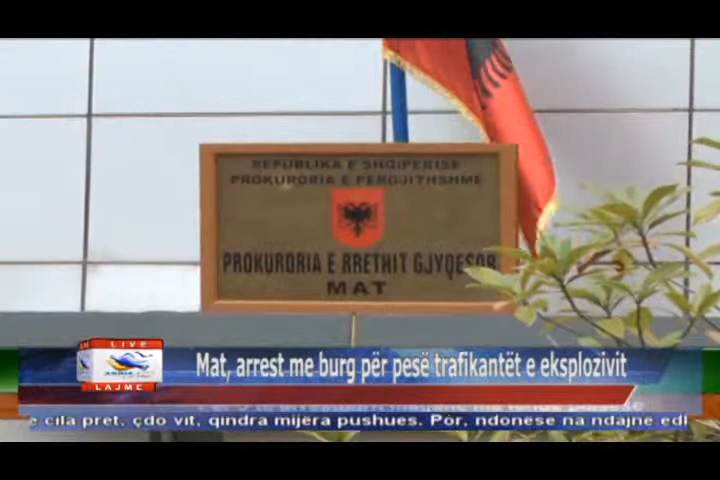 REPUBLIKA E SHQIPERISE
PROKURORIA E PERGJITHSHME
PROKURORIA E RRETHIT GJYQESOR
MAT
LIVE
LAJME
Mat, arrest me burg për pesë trafikantët e eksplozivit
cila pret, çdo vit, qindra mijëra pushues. Pór, ndonëse na ndajnë edi